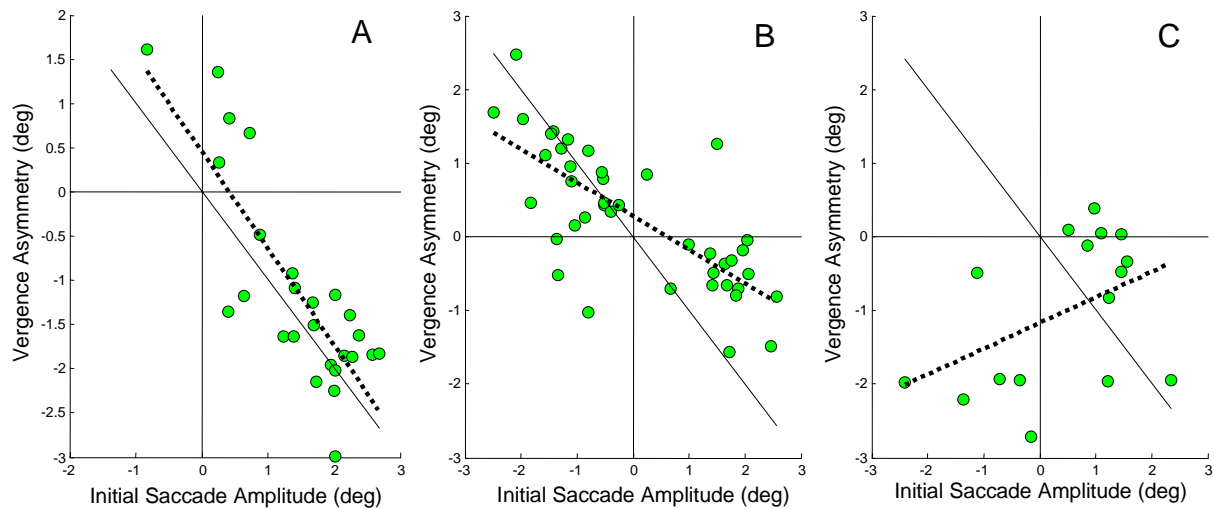 A
B
C
2
1.5
1
0.5
0
-0.5
-1
-1.5
-2
-2.5
-3
-2 -1 0 1 2 3
Vergence Asymmetry (deg)
Initial Saccade Amplitude (deg)
3
2
1
0
-1
-2
-3
-3 -2 -1 0 1 2 3
Vergence Asymmetry (deg)
Initial Saccade Amplitude (deg)
3
2
1
0
-1
-2
-3
-3 -2 -1 0 1 2 3
Vergence Asymmetry (deg)
Initial Saccade Amplitude (deg)